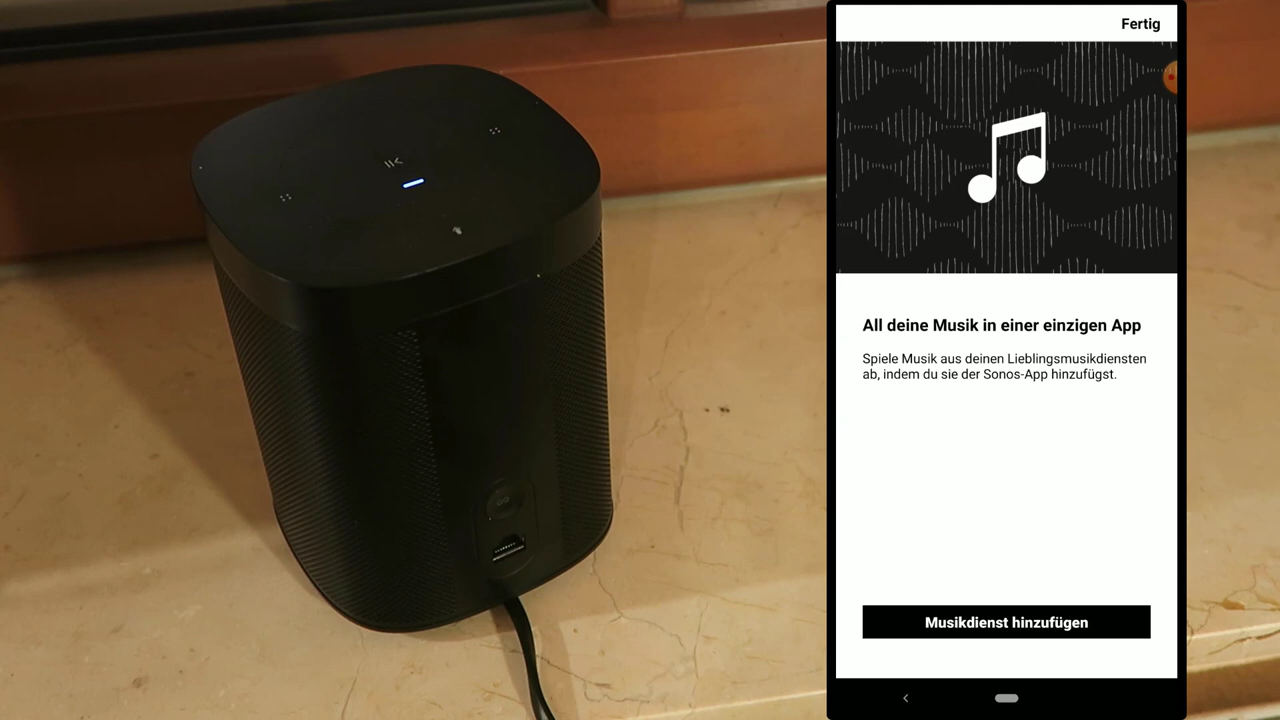 Fertig
All deine Musik in einer einzigen App
Spiele Musik aus deinen Lieblingsmusikdiensten
ab, indem du sie der Sonos-App hinzufügst.
Musikdienst hinzufügen